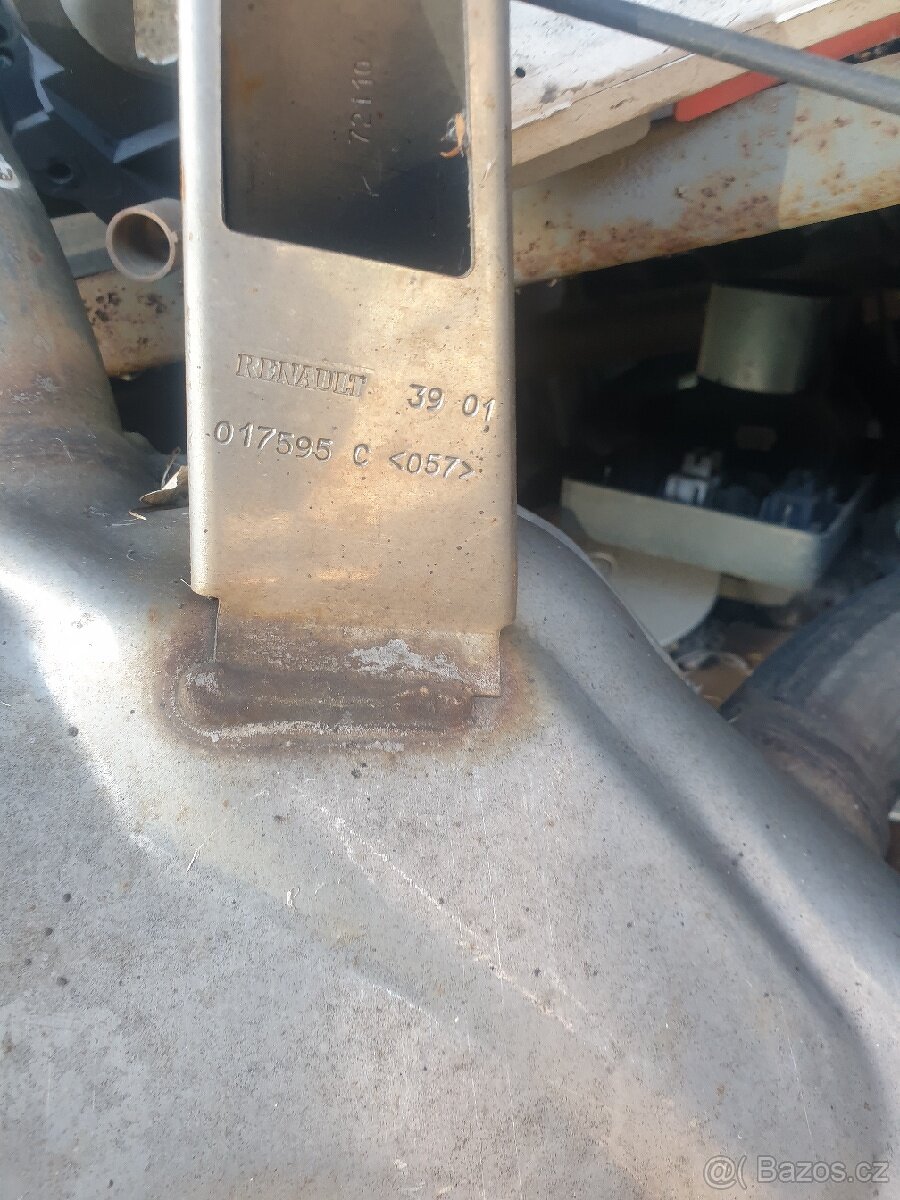 72110
RENAULT 39 01
017595 C <057>
@( Bazos.cz